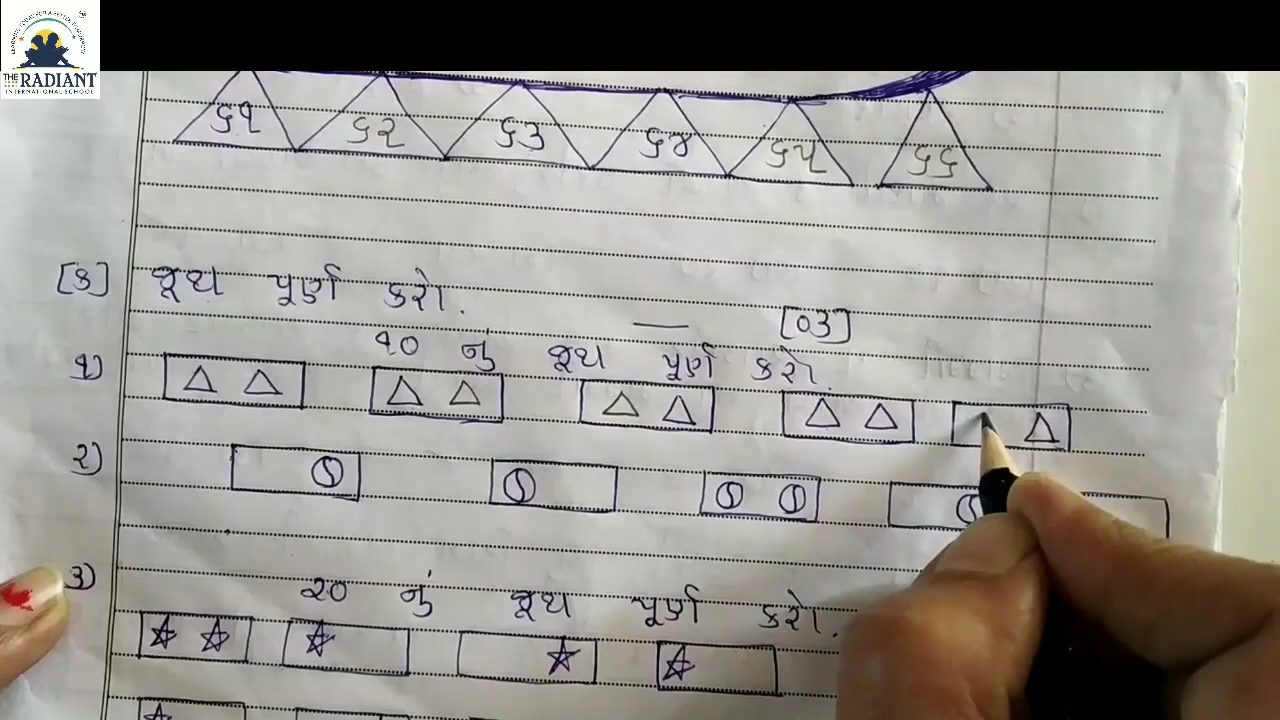 THE
RADIANT
INTERNATIONAL SCHOOL
૬૧ ૬૨ ૬૩ ૬૪ ૬૫ ૬૬
[ક] જૂથ પૂર્ણ કરો. [૦૩]
૧૦ નું જૂથ પૂર્ણ કરો.
૧)
૨)
૩) ૨૦ નું જૂથ પૂર્ણ કરો.